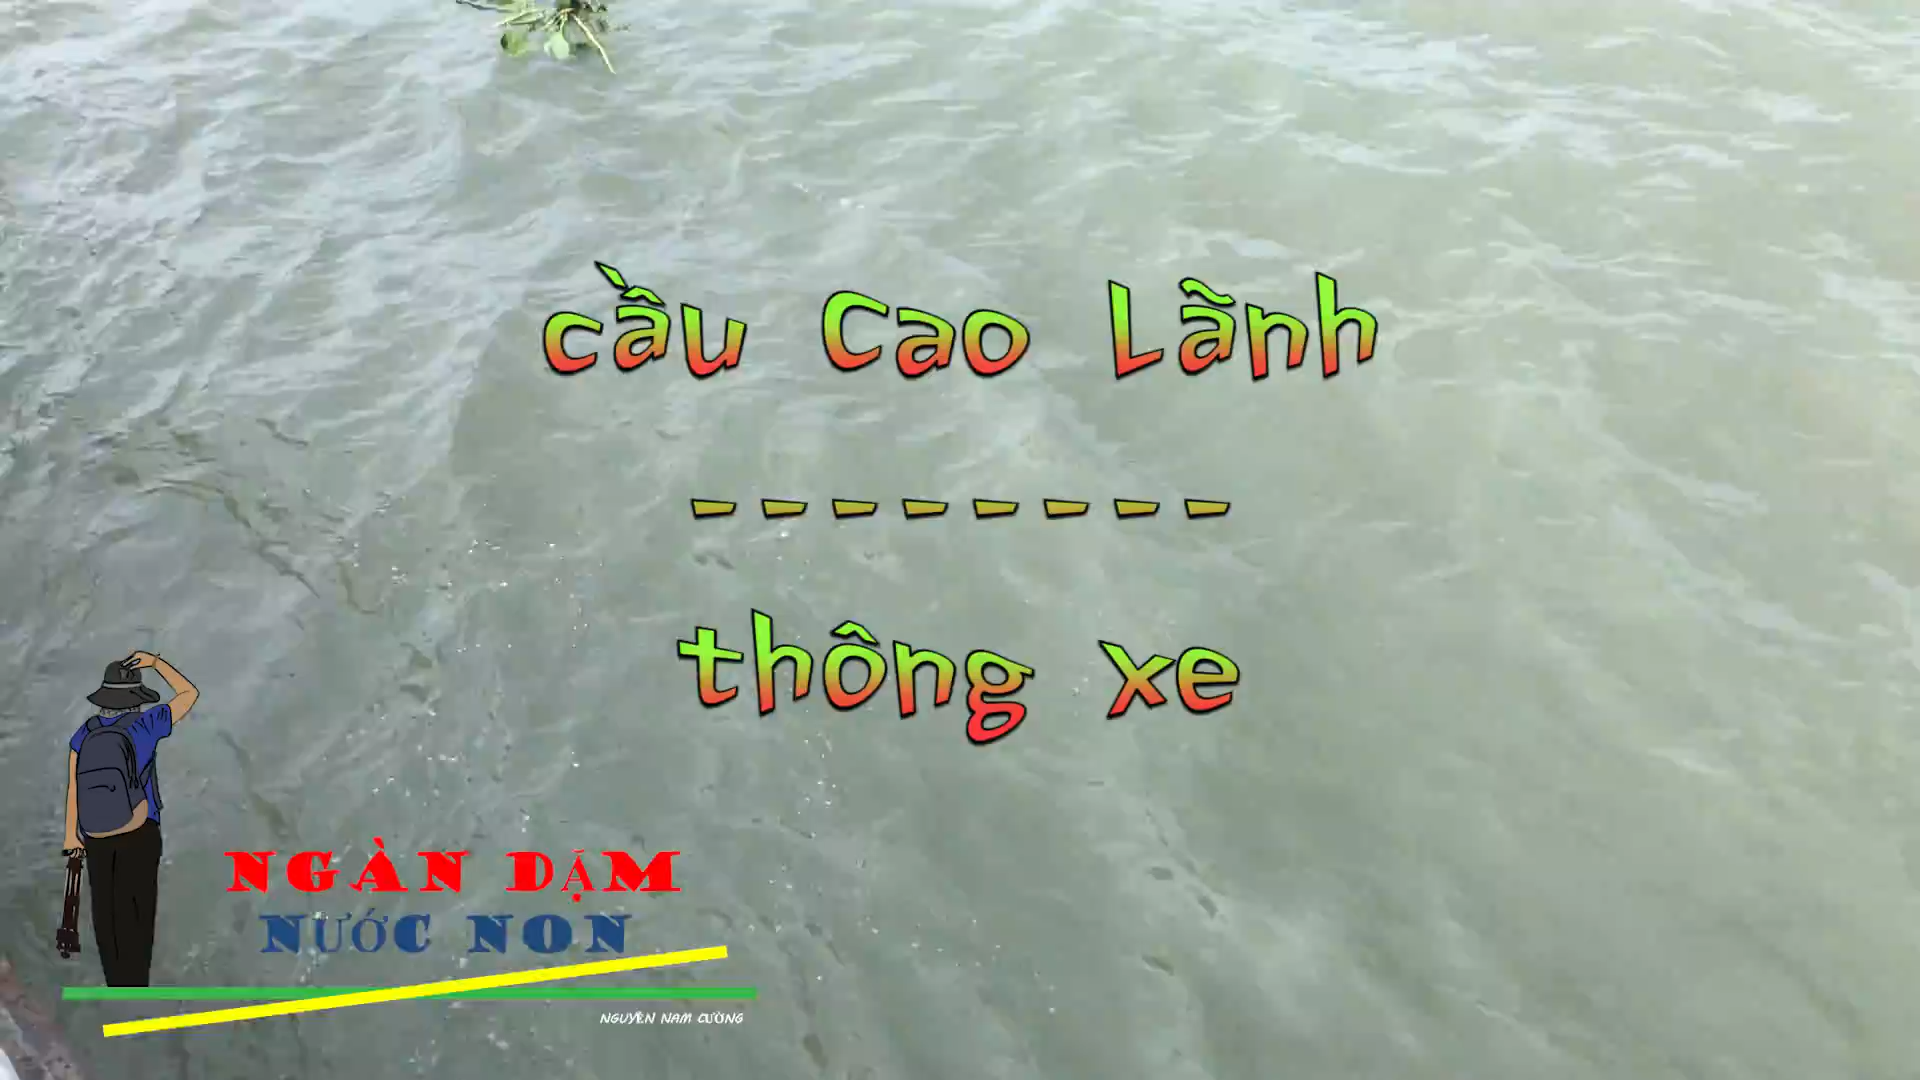 cầu Cao Lãnh
--------
thông xe
NGÀN DẶM
NƯỚC NON
NGUYỄN NAM CƯỜNG